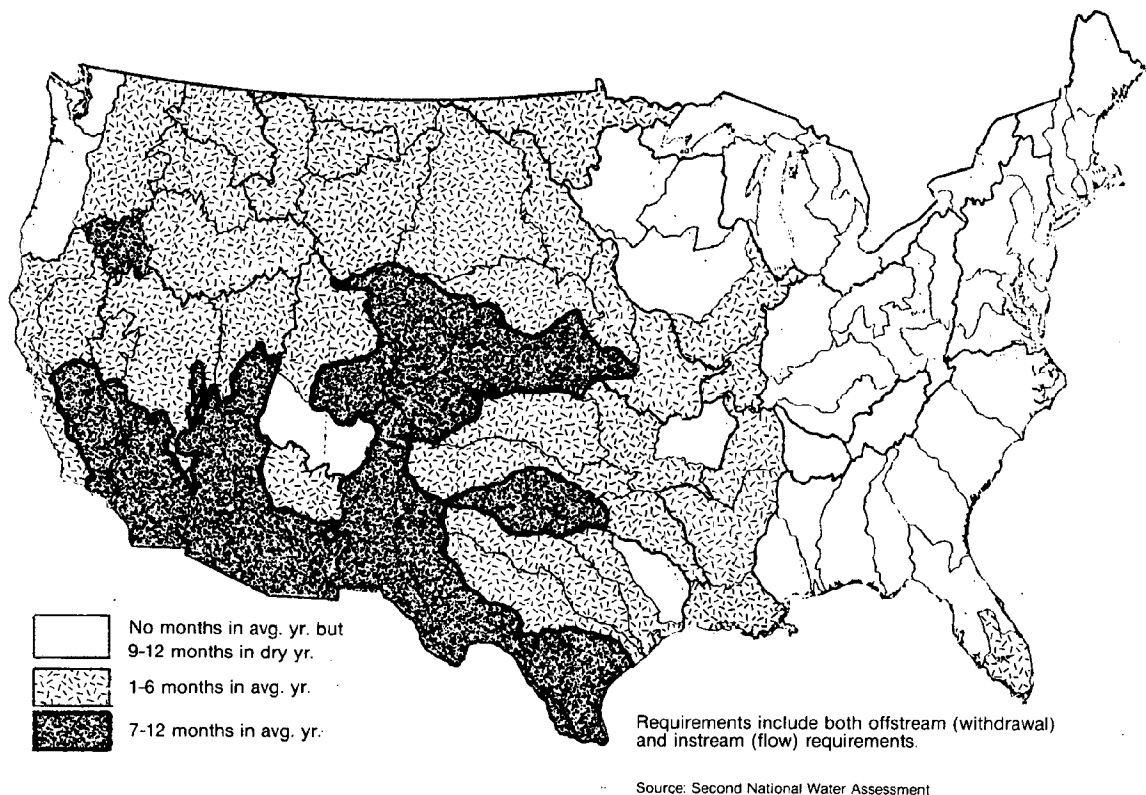 No months in avg. yr. but
9-12 months in dry yr.
1-6 months in avg. yr.
7-12 months in avg. yr.
Requirements include both offstream (withdrawal)
and instream (flow) requirements.
Source: Second National Water Assessment